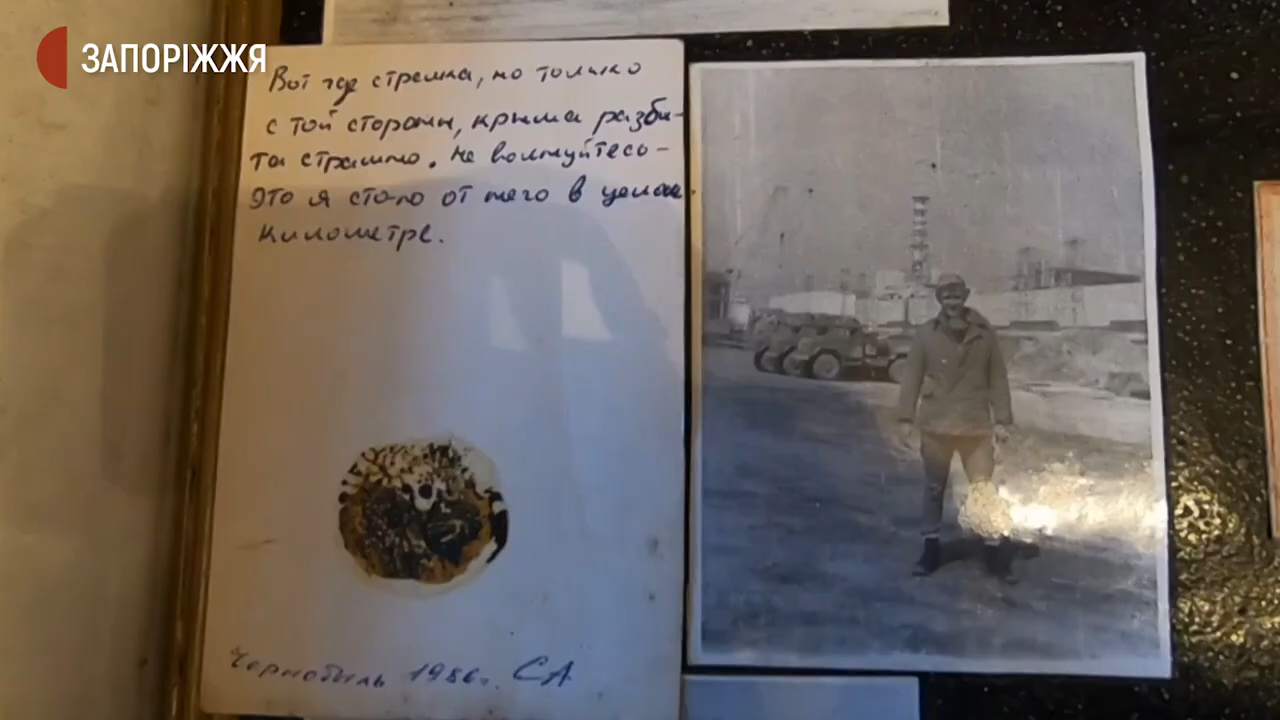 ЗАПОРІЖЖЯ
Вот где стрелка, но только
с той стороны, крыша разби-
та страшно. Не волнуйтесь –
Это я стою от него в целом
километре.
Чернобыль 1986г. СА